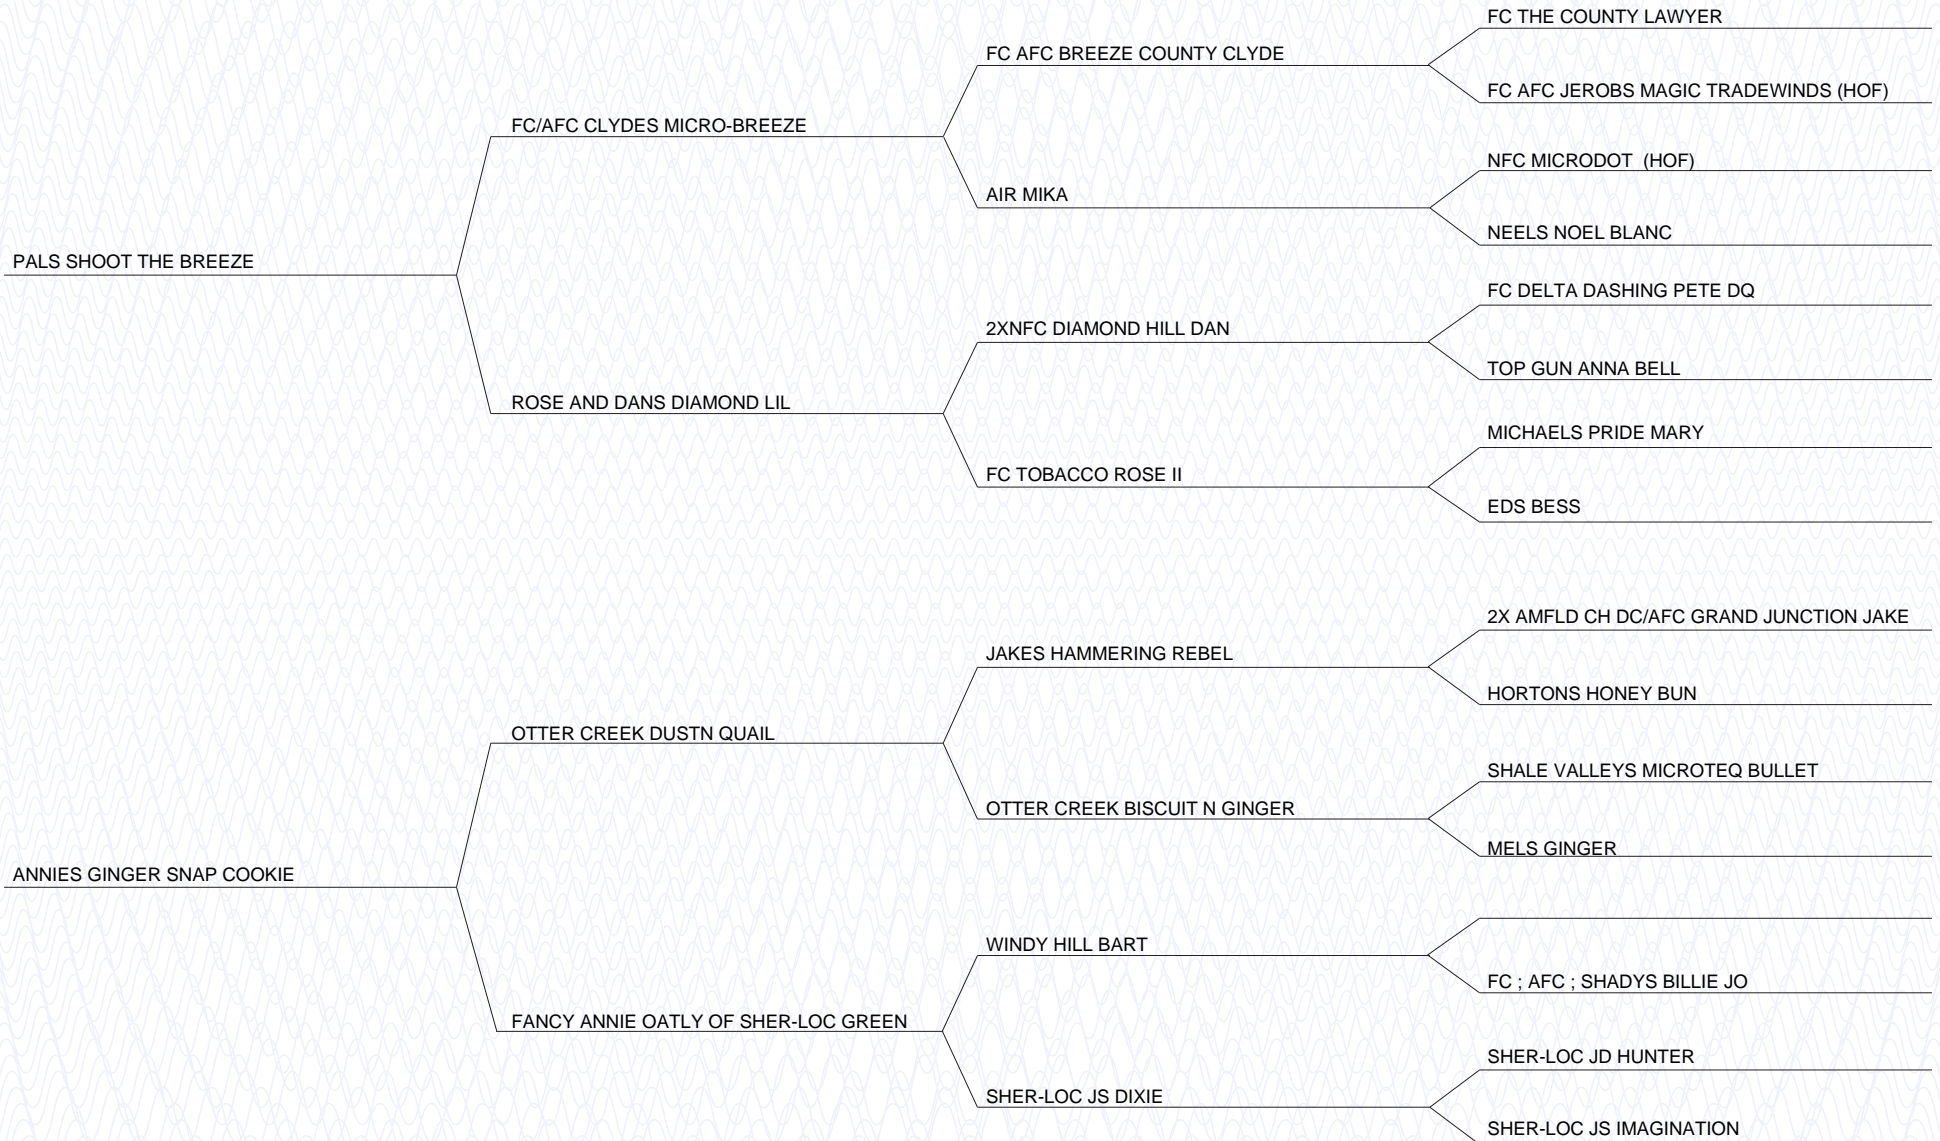 FC THE COUNTY LAWYER
FC AFC BREEZE COUNTY CLYDE
FC AFC JEROBS MAGIC TRADEWINDS (HOF)
FC/AFC CLYDES MICRO-BREEZE
NFC MICRODOT (HOF)
AIR MIKA
NEELS NOEL BLANC
PALS SHOOT THE BREEZE
FC DELTA DASHING PETE DQ
2XNFC DIAMOND HILL DAN
TOP GUN ANNA BELL
ROSE AND DANS DIAMOND LIL
MICHAELS PRIDE MARY
FC TOBACCO ROSE II
EDS BESS
2X AMFLD CH DC/AFC GRAND JUNCTION JAKE
JAKES HAMMERING REBEL
HORTONS HONEY BUN
OTTER CREEK DUSTN QUAIL
SHALE VALLEYS MICROTEQ BULLET
OTTER CREEK BISCUIT N GINGER
MELS GINGER
ANNIES GINGER SNAP COOKIE
WINDY HILL BART
FC ; AFC ; SHADYS BILLIE JO
FANCY ANNIE OATLY OF SHER-LOC GREEN
SHER-LOC JD HUNTER
SHER-LOC JS DIXIE
SHER-LOC JS IMAGINATION